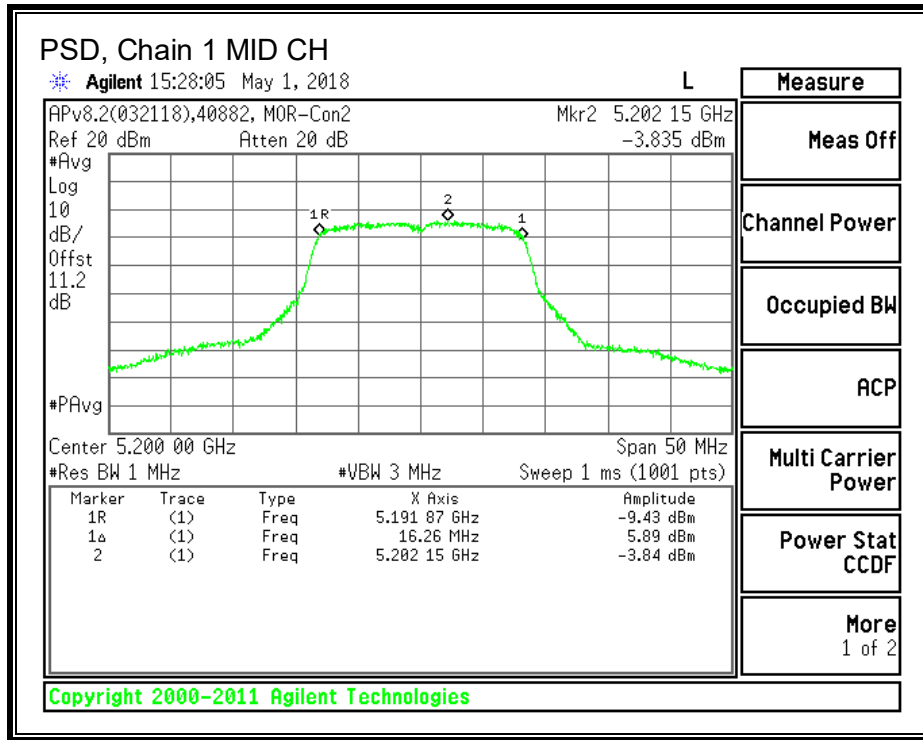 PSD, Chain 1 MID CH
Agilent 15:28:05 May 1, 2018 L
APv8.2(032118),40882, MOR-Con2 Mkr2 5.202 15 GHz
Ref 20 dBm Atten 20 dB -3.835 dBm
#Avg
Log
10
dB/
Offst
11.2
dB
#PAvg
1R
2
1
Center 5.200 00 GHz Span 50 MHz
#Res BW 1 MHz #VBW 3 MHz Sweep 1 ms (1001 pts)
Marker Trace Type X Axis Amplitude
1R (1) Freq 5.191 87 GHz -9.43 dBm
1Δ (1) Freq 16.26 MHz 5.89 dBm
2 (1) Freq 5.202 15 GHz -3.84 dBm
Measure
Meas Off
Channel Power
Occupied BW
ACP
Multi Carrier
Power
Power Stat
CCDF
More
1 of 2
Copyright 2000-2011 Agilent Technologies